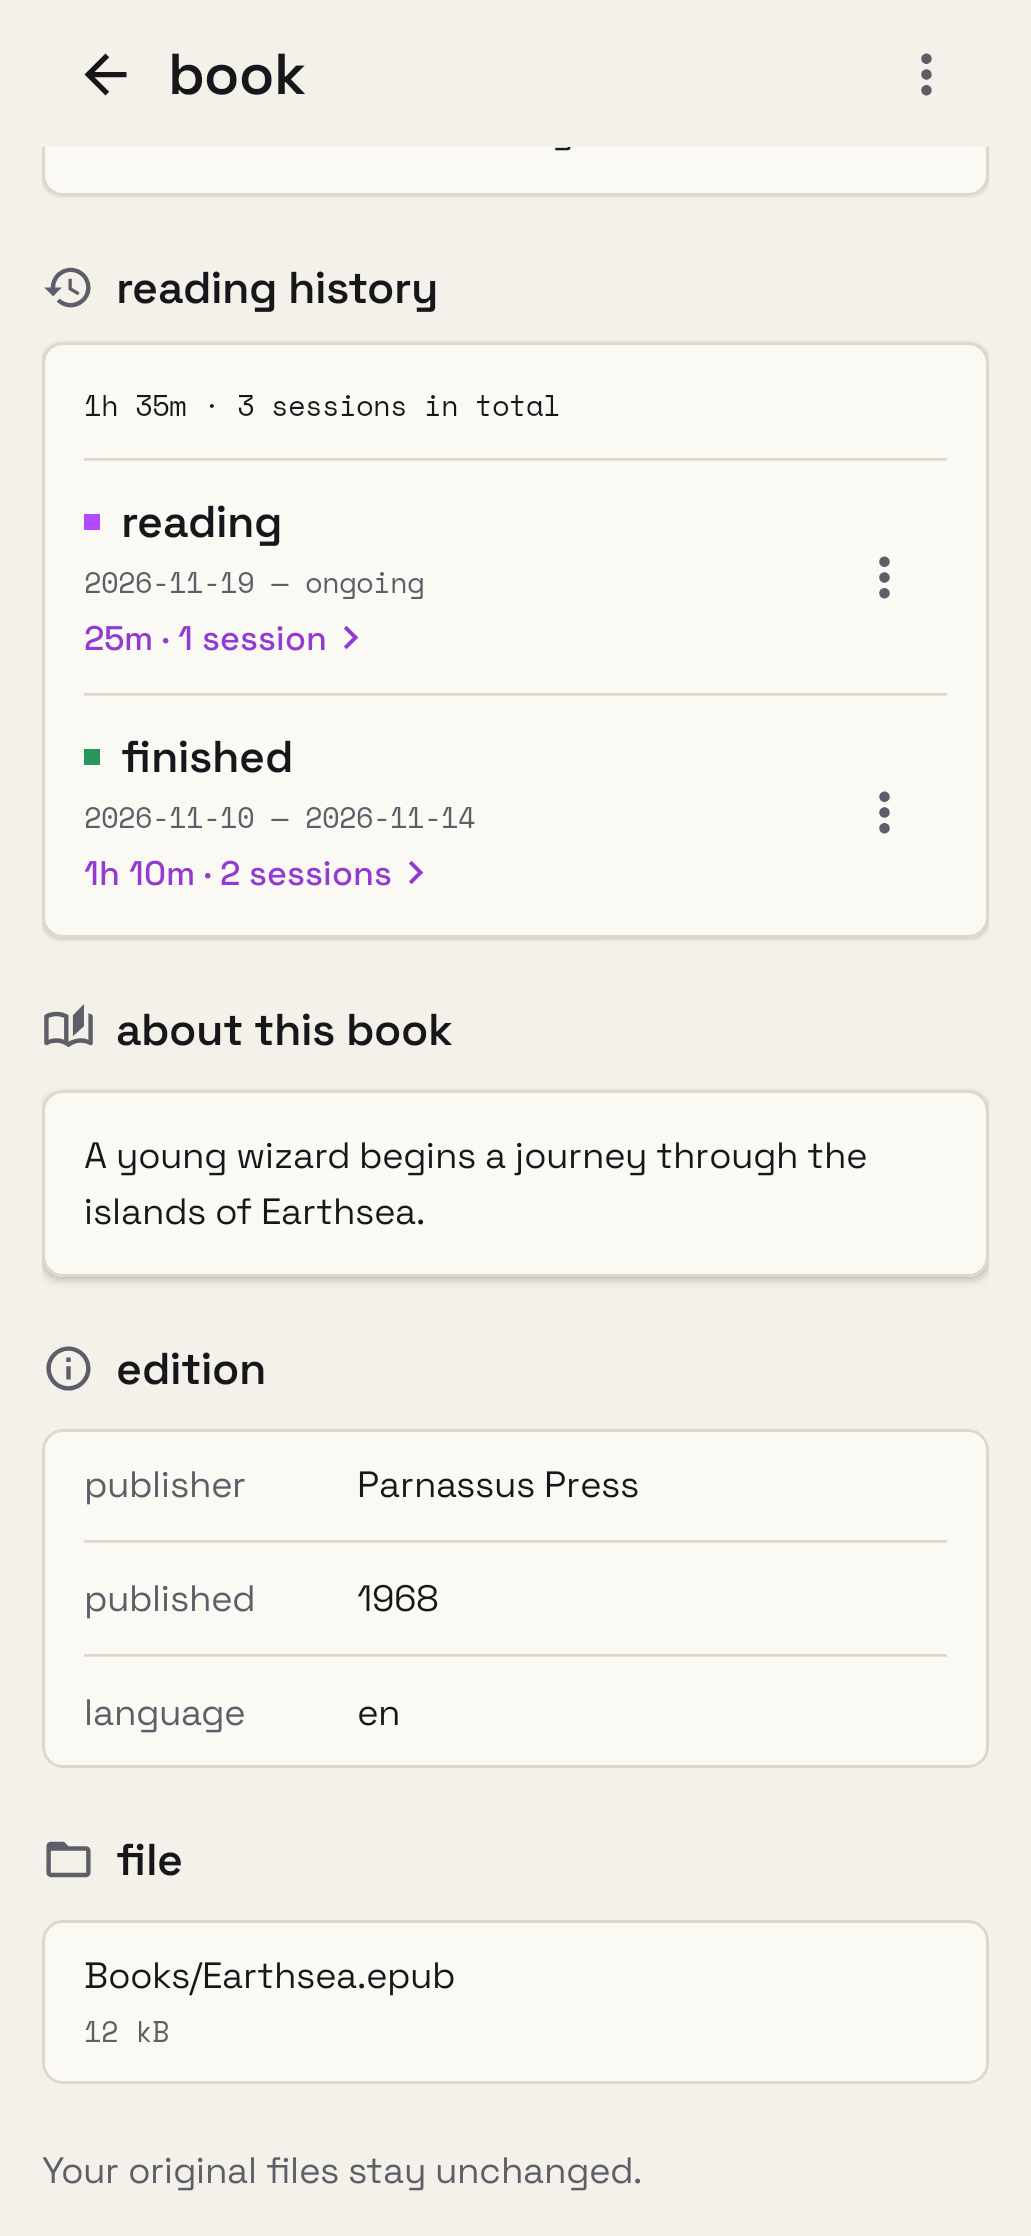 book
reading history
1h 35m · 3 sessions in total
reading
2026-11-19 — ongoing
25m · 1 session
finished
2026-11-10 — 2026-11-14
1h 10m · 2 sessions
about this book
A young wizard begins a journey through the
islands of Earthsea.
edition
publisher Parnassus Press
published 1968
language en
file
Books/Earthsea.epub
12 kB
Your original files stay unchanged.